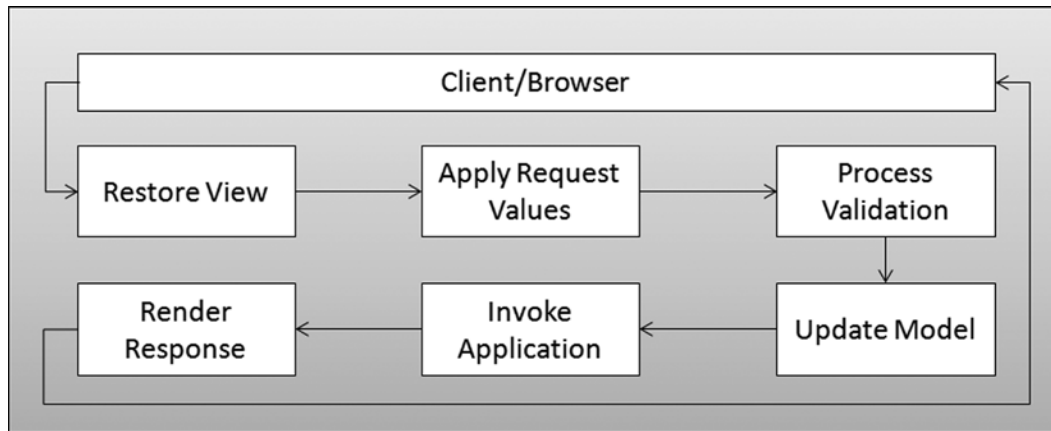 Client/Browser
Restore View
Apply Request
Values
Process
Validation
Render
Response
Invoke
Application
Update Model